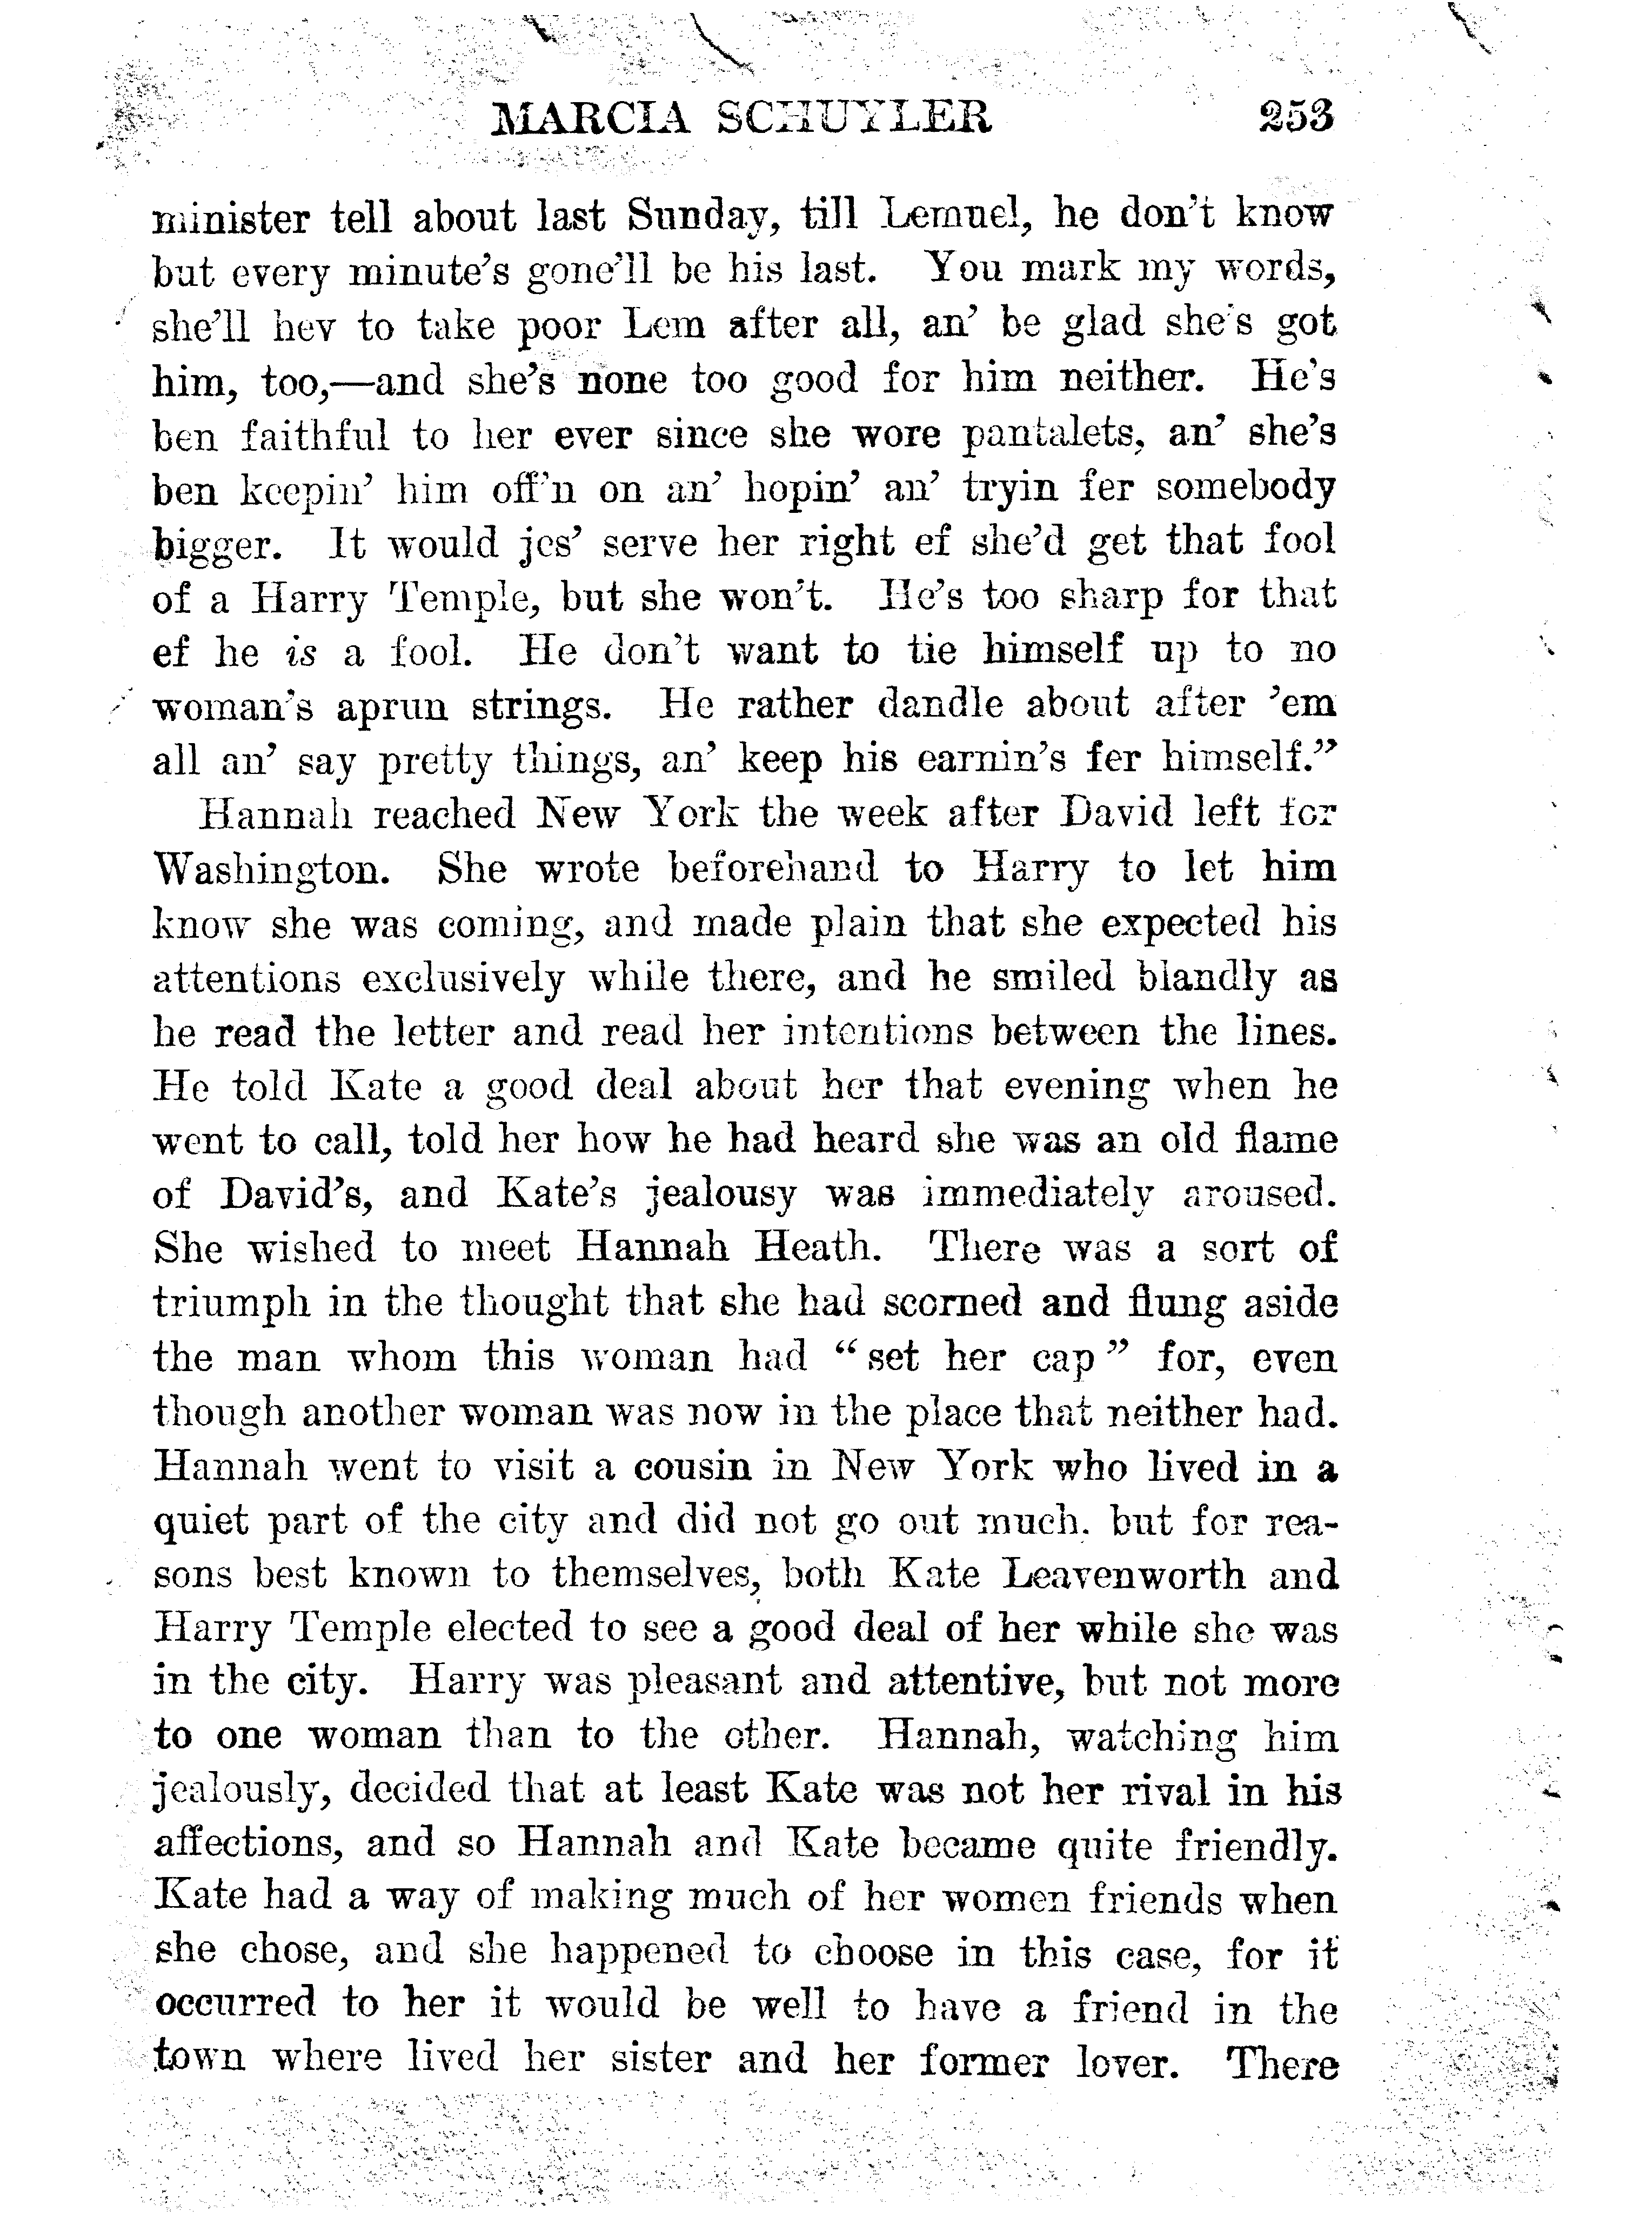 MARCIA SCHUYLER 253
minister tell about last Sunday, till Lemuel, he don't know
but every minute's gone'll be his last. You mark my words,
she'll hev to take poor Lem after all, an' be glad she's got
him, too,—and she's none too good for him neither. He's
ben faithful to her ever since she wore pantalets, an' she's
ben keepin' him off'n on an' hopin' an' tryin fer somebody
bigger. It would jes' serve her right ef she'd get that fool
of a Harry Temple, but she won't. He's too sharp for that
ef he is a fool. He don't want to tie himself up to no
woman's aprun strings. He rather dandle about after 'em
all an' say pretty things, an' keep his earnin's fer himself.”
Hannah reached New York the week after David left for
Washington. She wrote beforehand to Harry to let him
know she was coming, and made plain that she expected his
attentions exclusively while there, and he smiled blandly as
he read the letter and read her intentions between the lines.
He told Kate a good deal about her that evening when he
went to call, told her how he had heard she was an old flame
of David's, and Kate's jealousy was immediately aroused.
She wished to meet Hannah Heath. There was a sort of
triumph in the thought that she had scorned and flung aside
the man whom this woman had “set her cap” for, even
though another woman was now in the place that neither had.
Hannah went to visit a cousin in New York who lived in a
quiet part of the city and did not go out much, but for rea-
sons best known to themselves, both Kate Leavenworth and
Harry Temple elected to see a good deal of her while she was
in the city. Harry was pleasant and attentive, but not more
to one woman than to the other. Hannah, watching him
jealously, decided that at least Kate was not her rival in his
affections, and so Hannah and Kate became quite friendly.
Kate had a way of making much of her women friends when
she chose, and she happened to choose in this case, for it
occurred to her it would be well to have a friend in the
town where lived her sister and her former lover. There